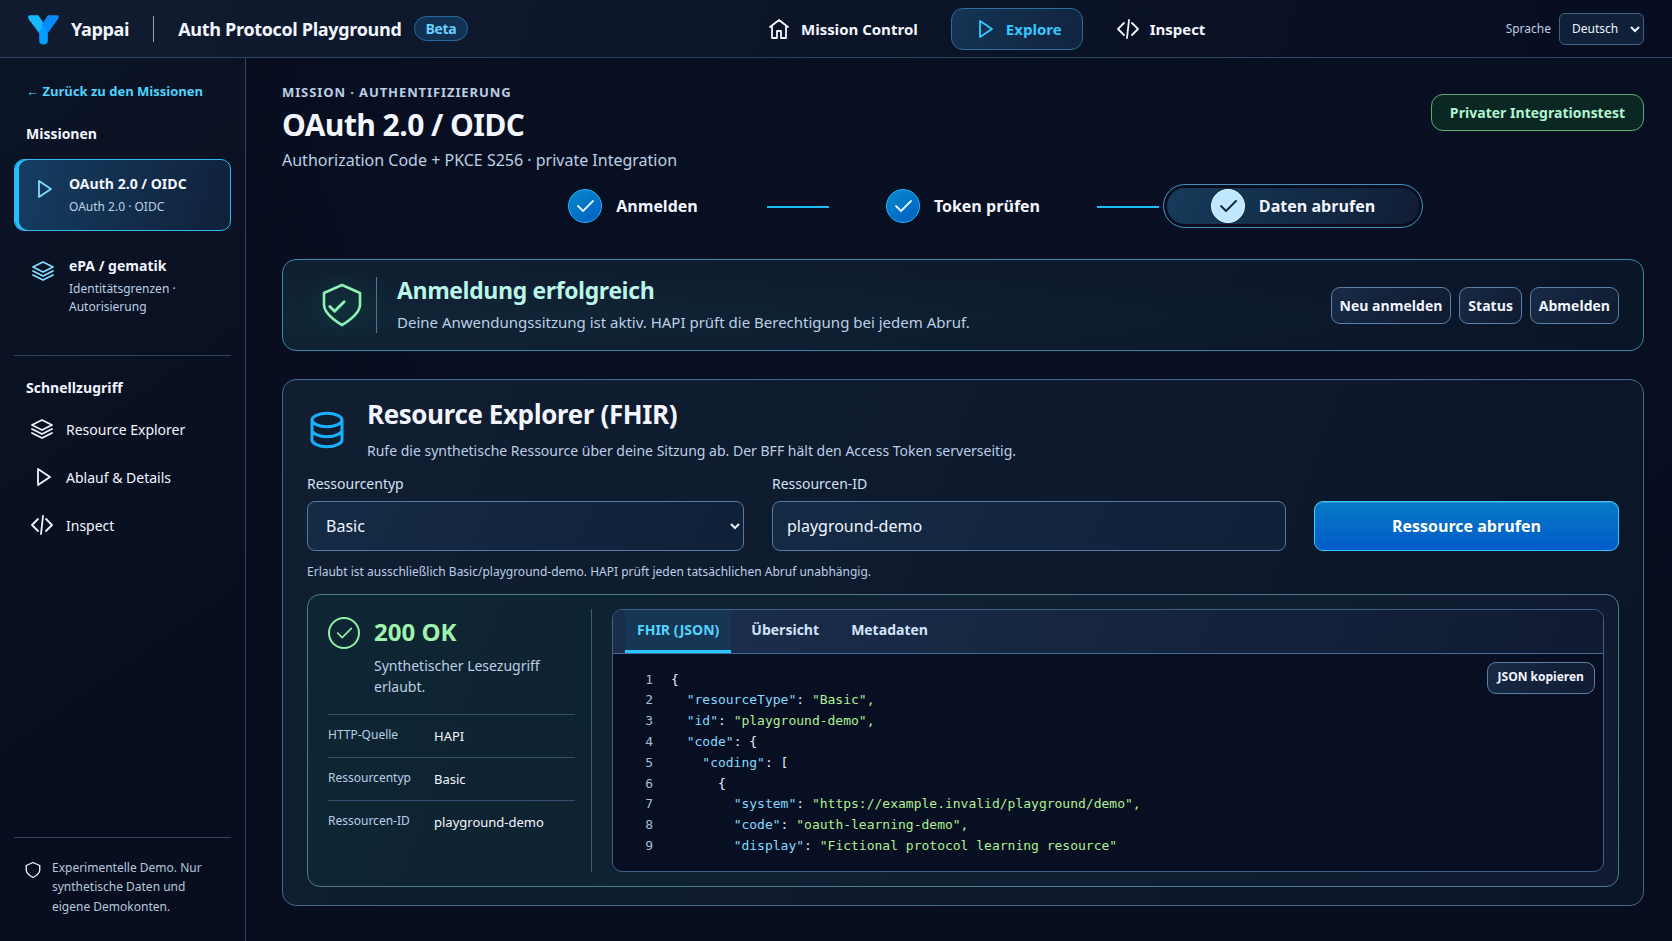 Yappai
Auth Protocol Playground
Beta
Mission Control
Explore
Inspect
Sprache
Deutsch
← Zurück zu den Missionen
Missionen
OAuth 2.0 / OIDC
OAuth 2.0 · OIDC
ePA / gematik
Identitätsgrenzen ·
Autorisierung
Schnellzugriff
Resource Explorer
Ablauf & Details
Inspect
Experimentelle Demo. Nur
synthetische Daten und
eigene Demokonten.
MISSION · AUTHENTIFIZIERUNG
OAuth 2.0 / OIDC
Authorization Code + PKCE S256 · private Integration
Privater Integrationstest
Anmelden
Token prüfen
Daten abrufen
Anmeldung erfolgreich
Deine Anwendungssitzung ist aktiv. HAPI prüft die Berechtigung bei jedem Abruf.
Neu anmelden
Status
Abmelden
Resource Explorer (FHIR)
Rufe die synthetische Ressource über deine Sitzung ab. Der BFF hält den Access Token serverseitig.
Ressourcentyp
Basic
Ressourcen-ID
playground-demo
Ressource abrufen
Erlaubt ist ausschließlich Basic/playground-demo. HAPI prüft jeden tatsächlichen Abruf unabhängig.
200 OK
Synthetischer Lesezugriff
erlaubt.
HTTP-Quelle HAPI
Ressourcentyp Basic
Ressourcen-ID playground-demo
FHIR (JSON)
Übersicht
Metadaten
JSON kopieren
1 {
2 "resourceType": "Basic",
3 "id": "playground-demo",
4 "code": {
5 "coding": [
6 {
7 "system": "https://example.invalid/playground/demo",
8 "code": "oauth-learning-demo",
9 "display": "Fictional protocol learning resource"